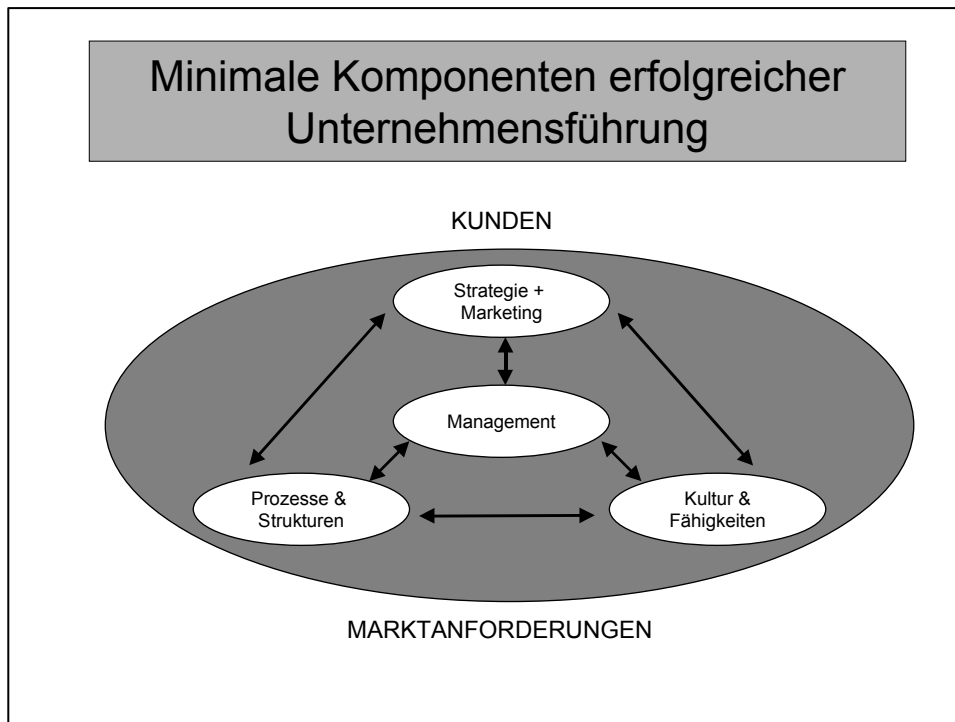 Minimale Komponenten erfolgreicher
Unternehmensführung
KUNDEN
Strategie +
Marketing
Management
Prozesse &
Strukturen
Kultur &
Fähigkeiten
MARKTANFORDERUNGEN